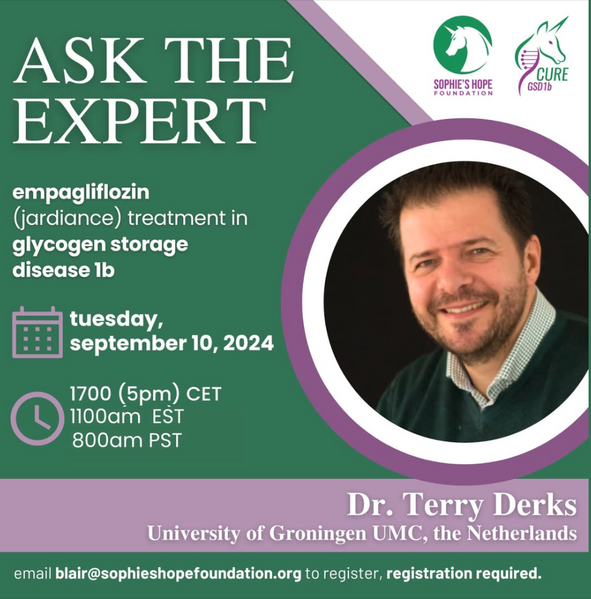 ASK THE
EXPERT
SOPHIE'S HOPE
FOUNDATION
CURE
GSD1b
empagliflozin
(jardiance) treatment in
glycogen storage
disease 1b
tuesday,
september 10, 2024
1700 (5pm) CET
1100am EST
800am PST
Dr. Terry Derks
University of Groningen UMC, the Netherlands
email blair@sophieshopefoundation.org to register, registration required.